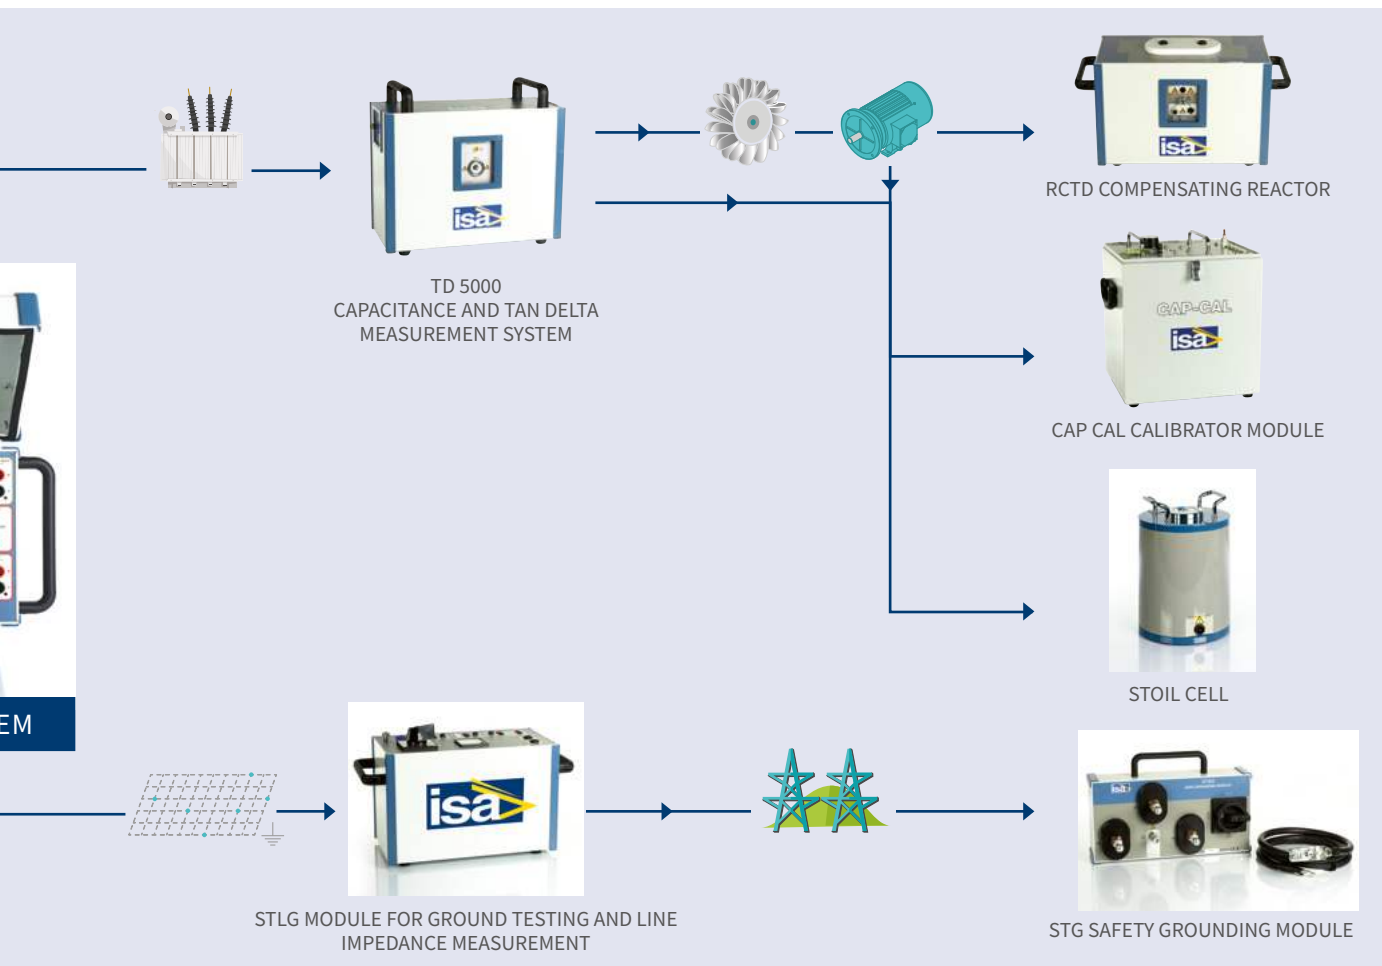 isa
RCTD COMPENSATING REACTOR
isa
TD 5000
CAPACITANCE AND TAN DELTA
MEASUREMENT SYSTEM
CAP-CAL
isa
CAP CAL CALIBRATOR MODULE
STOIL CELL
EM
isa
STLG MODULE FOR GROUND TESTING AND LINE
IMPEDANCE MEASUREMENT
isa
STG SAFETY GROUNDING MODULE